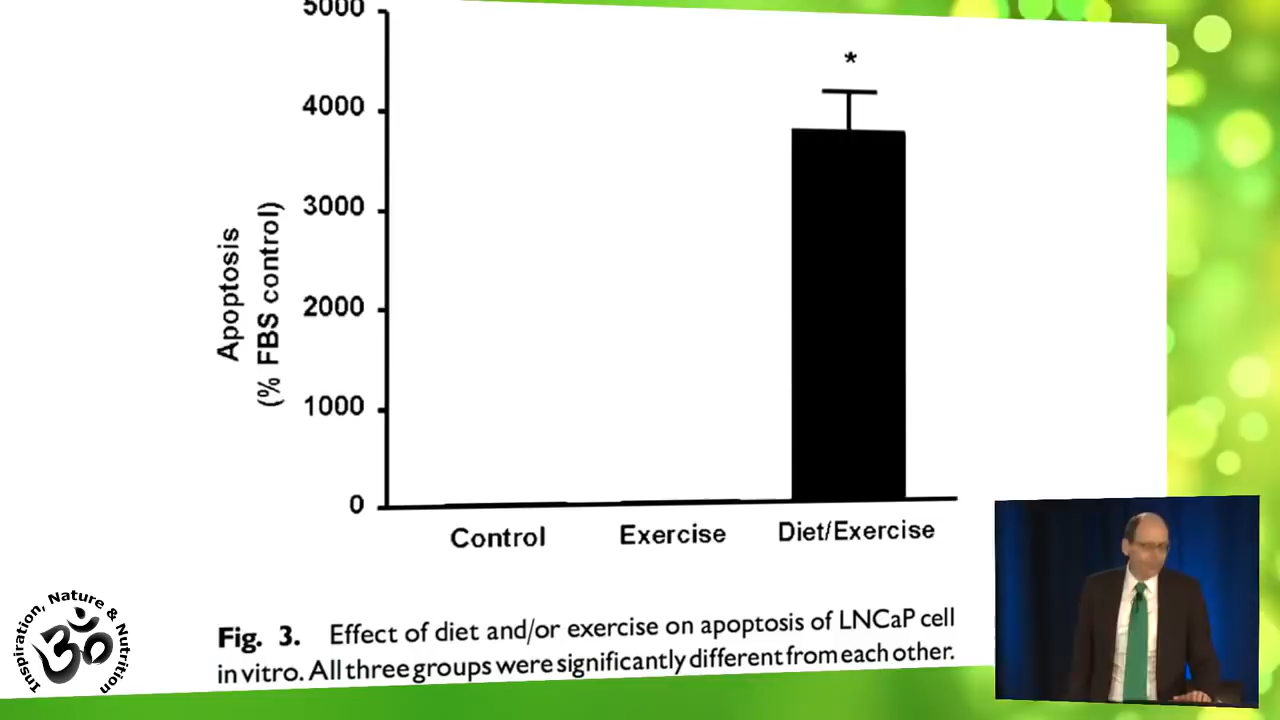 5000
*
4000
3000
2000
1000
0
Apoptosis
(% FBS control)
Control Exercise Diet/Exercise
Fig. 3. Effect of diet and/or exercise on apoptosis of LNCaP cell
in vitro. All three groups were significantly different from each other.
Inspiration, Nature & Nutrition
ॐ